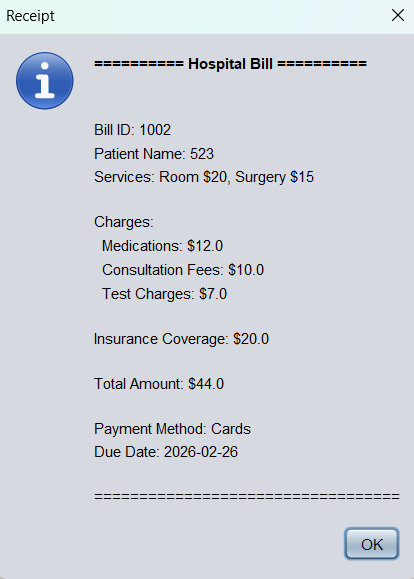 Receipt
========== Hospital Bill ==========
Bill ID: 1002
Patient Name: 523
Services: Room $20, Surgery $15
Charges:
Medications: $12.0
Consultation Fees: $10.0
Test Charges: $7.0
Insurance Coverage: $20.0
Total Amount: $44.0
Payment Method: Cards
Due Date: 2026-02-26
==================================
OK